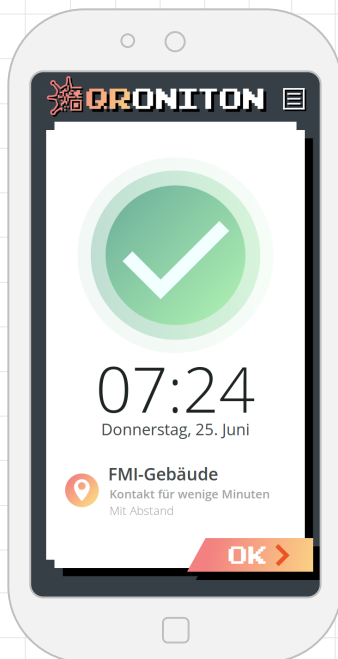 QRONITON
07:24
Donnerstag, 25. Juni
FMI-Gebäude
Kontakt für wenige Minuten
Mit Abstand
OK